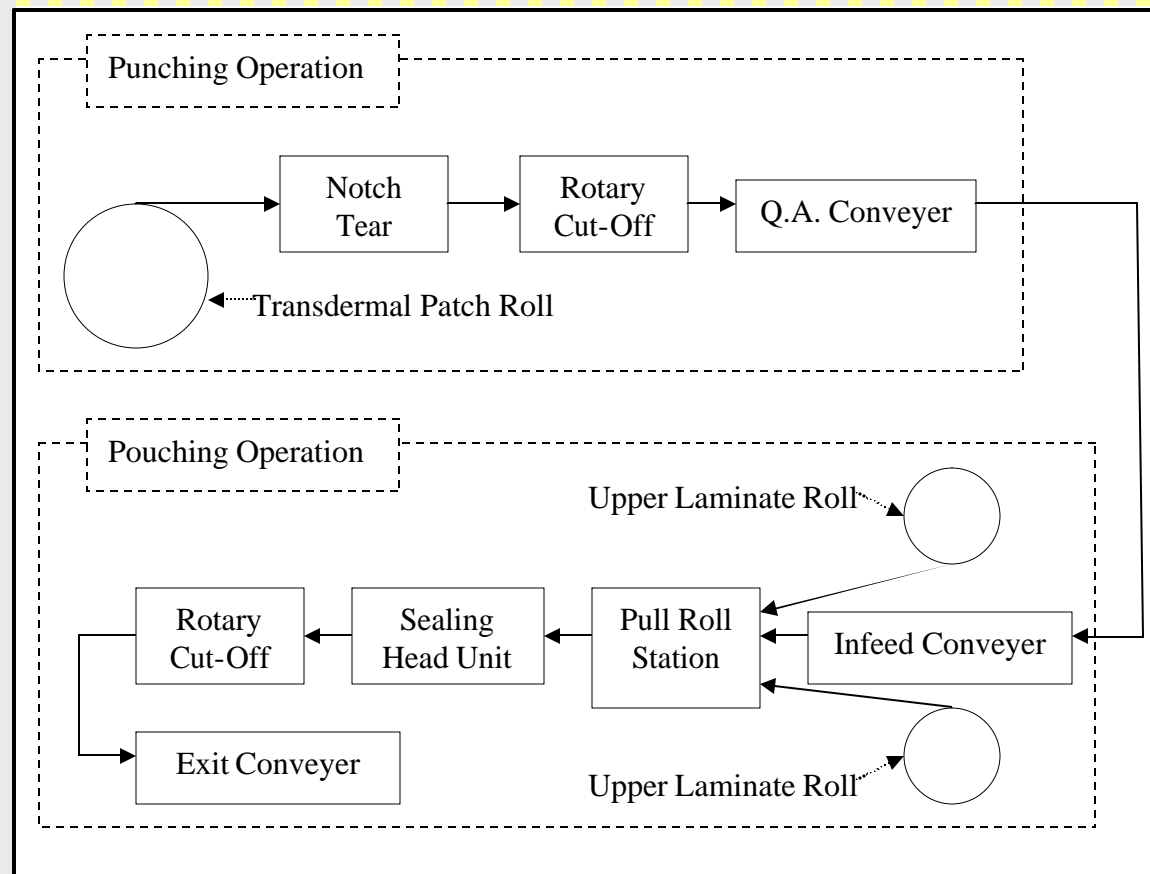 Punching Operation
Notch
Tear
Rotary
Cut-Off
Q.A. Conveyer
Transdermal Patch Roll
Pouching Operation
Upper Laminate Roll
Rotary
Cut-Off
Sealing
Head Unit
Pull Roll
Station
Infeed Conveyer
Exit Conveyer
Upper Laminate Roll